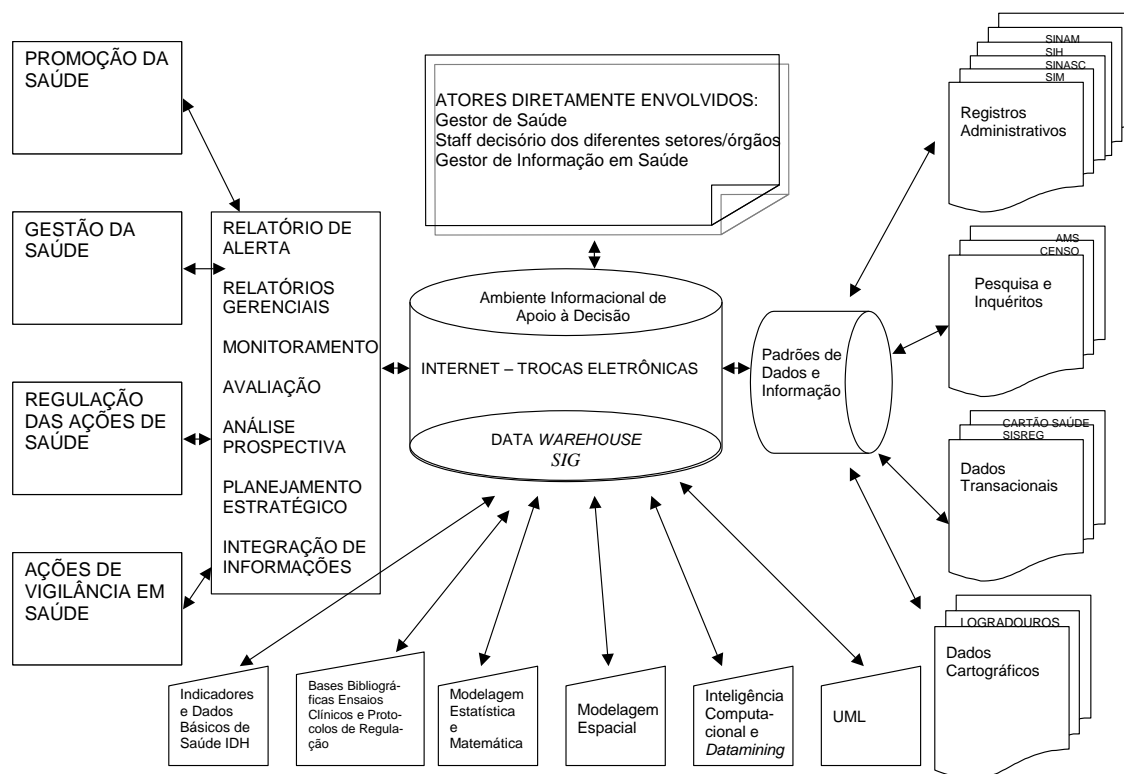 PROMOÇÃO DA
SAÚDE
GESTÃO DA
SAÚDE
REGULAÇÃO
DAS AÇÕES DE
SAÚDE
AÇÕES DE
VIGILÂNCIA EM
SAÚDE
RELATÓRIO DE
ALERTA
RELATÓRIOS
GERENCIAIS
MONITORAMENTO
AVALIAÇÃO
ANÁLISE
PROSPECTIVA
PLANEJAMENTO
ESTRATÉGICO
INTEGRAÇÃO DE
INFORMAÇÕES
ATORES DIRETAMENTE ENVOLVIDOS:
Gestor de Saúde
Staff decisório dos diferentes setores/órgãos
Gestor de Informação em Saúde
Ambiente Informacional de
Apoio à Decisão
INTERNET – TROCAS ELETRÔNICAS
DATA WAREHOUSE
SIG
Padrões de
Dados e
Informação
SINAM
SIH
SINASC
SIM
Registros
Administrativos
AMS
CENSO
Pesquisa e
Inquéritos
CARTÃO SAÚDE
SISREG
Dados
Transacionais
LOGRADOUROS
Dados
Cartográficos
Indicadores
e Dados
Básicos de
Saúde IDH
Bases Bibliográ-
ficas Ensaios
Clínicos e Proto-
colos de Regula-
ção
Modelagem
Estatística
e
Matemática
Modelagem
Espacial
Inteligência
Computa-
cional e
Datamining
UML